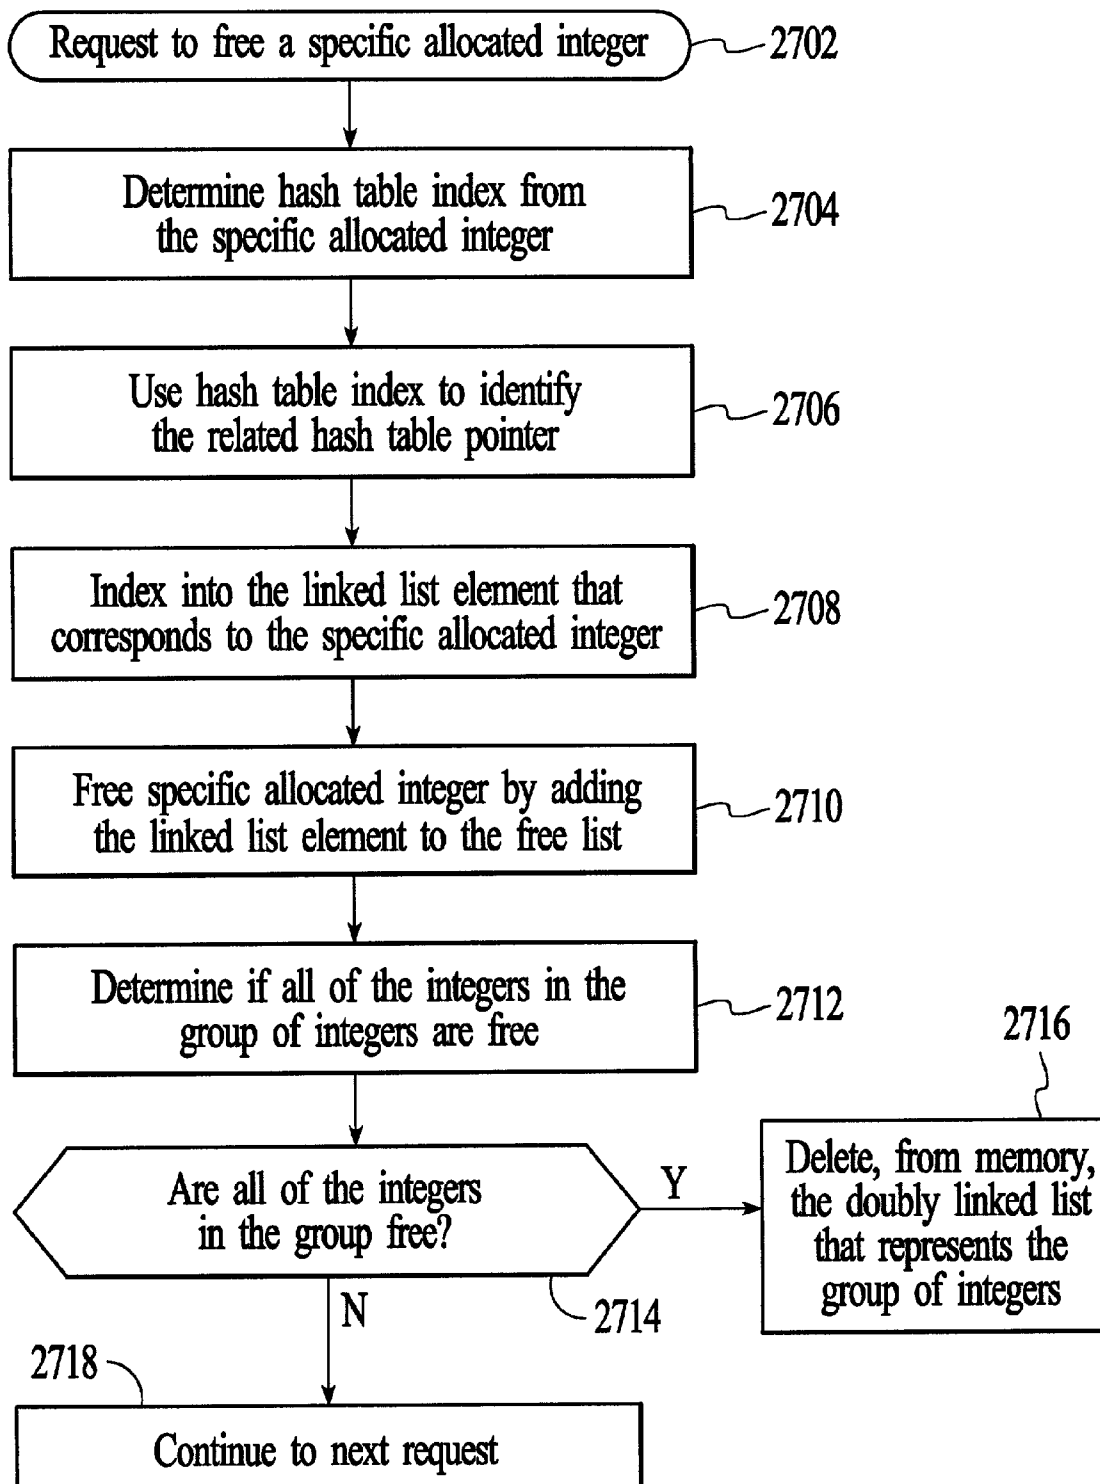 Request to free a specific allocated integer
2702
Determine hash table index from
the specific allocated integer
2704
Use hash table index to identify
the related hash table pointer
2706
Index into the linked list element that
corresponds to the specific allocated integer
2708
Free specific allocated integer by adding
the linked list element to the free list
2710
Determine if all of the integers in the
group of integers are free
2712
2716
Are all of the integers
in the group free?
Y
Delete, from memory,
the doubly linked list
that represents the
group of integers
N
2714
2718
Continue to next request